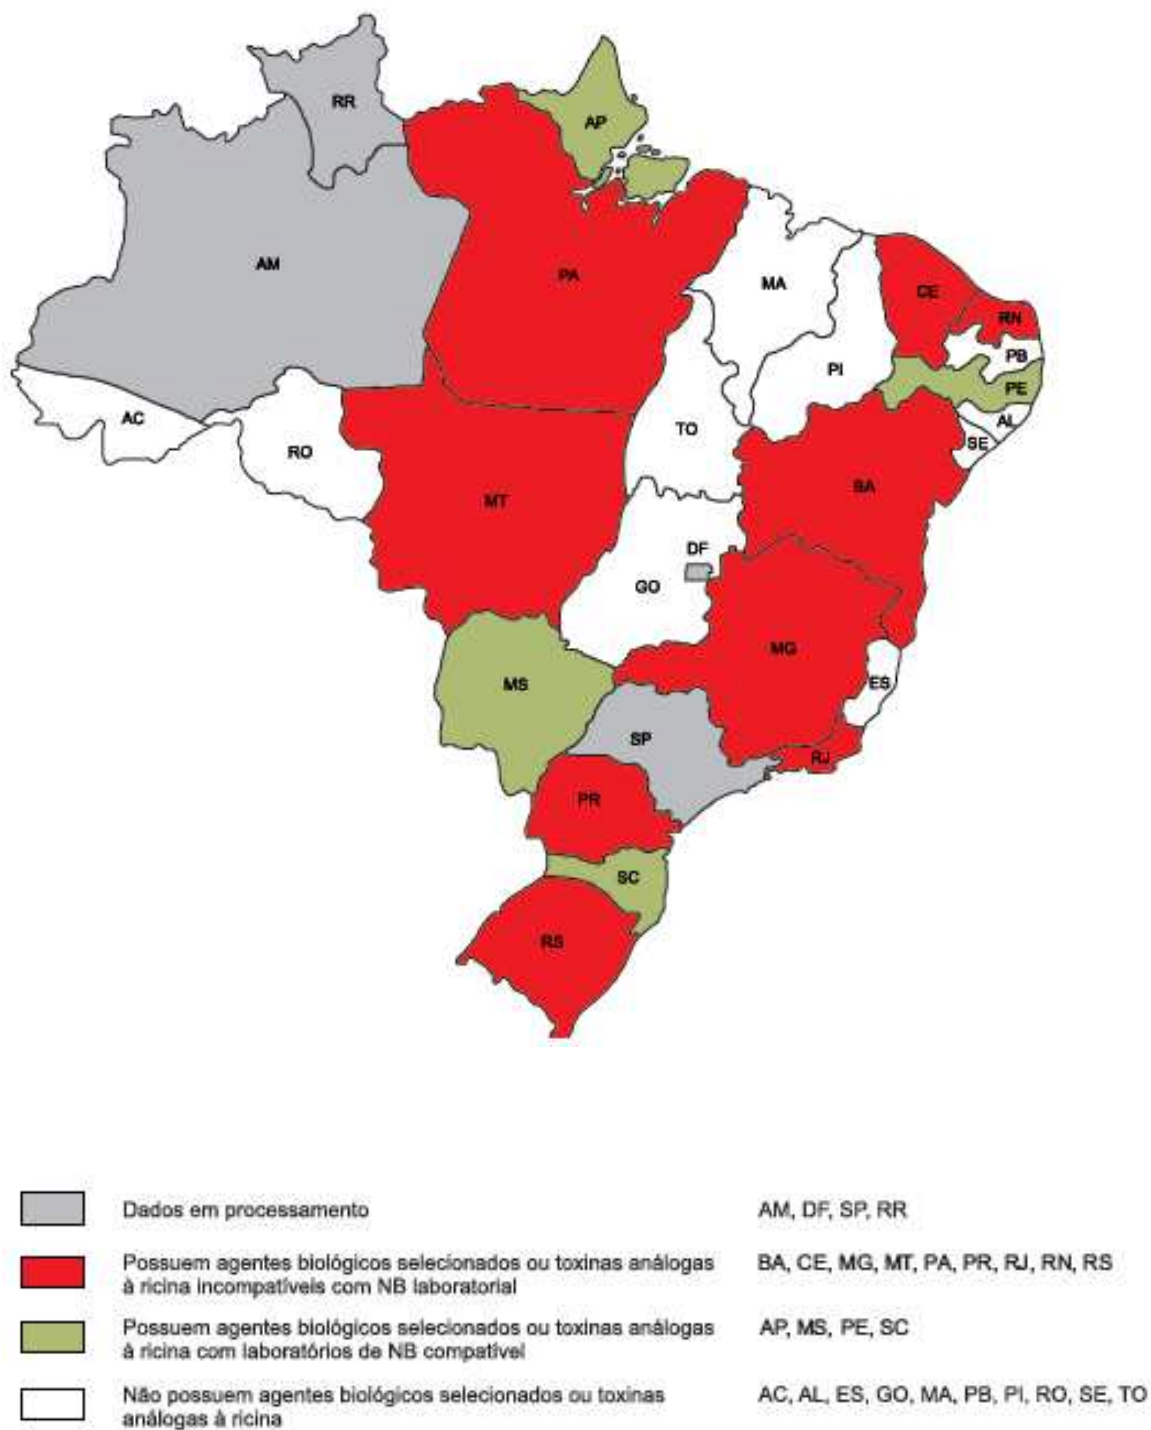 RR
AP
AM
PA
MA
CE
RN
PB
PI
PE
AC
AL
TO
SE
RO
BA
MT
DF
GO
MG
ES
MS
SP
RJ
PR
SC
RS
Dados em processamento AM, DF, SP, RR
Possuem agentes biológicos selecionados ou toxinas análogas BA, CE, MG, MT, PA, PR, RJ, RN, RS
à ricina incompatíveis com NB laboratorial
Possuem agentes biológicos selecionados ou toxinas análogas AP, MS, PE, SC
à ricina com laboratórios de NB compatível
Não possuem agentes biológicos selecionados ou toxinas AC, AL, ES, GO, MA, PB, PI, RO, SE, TO
análogas à ricina